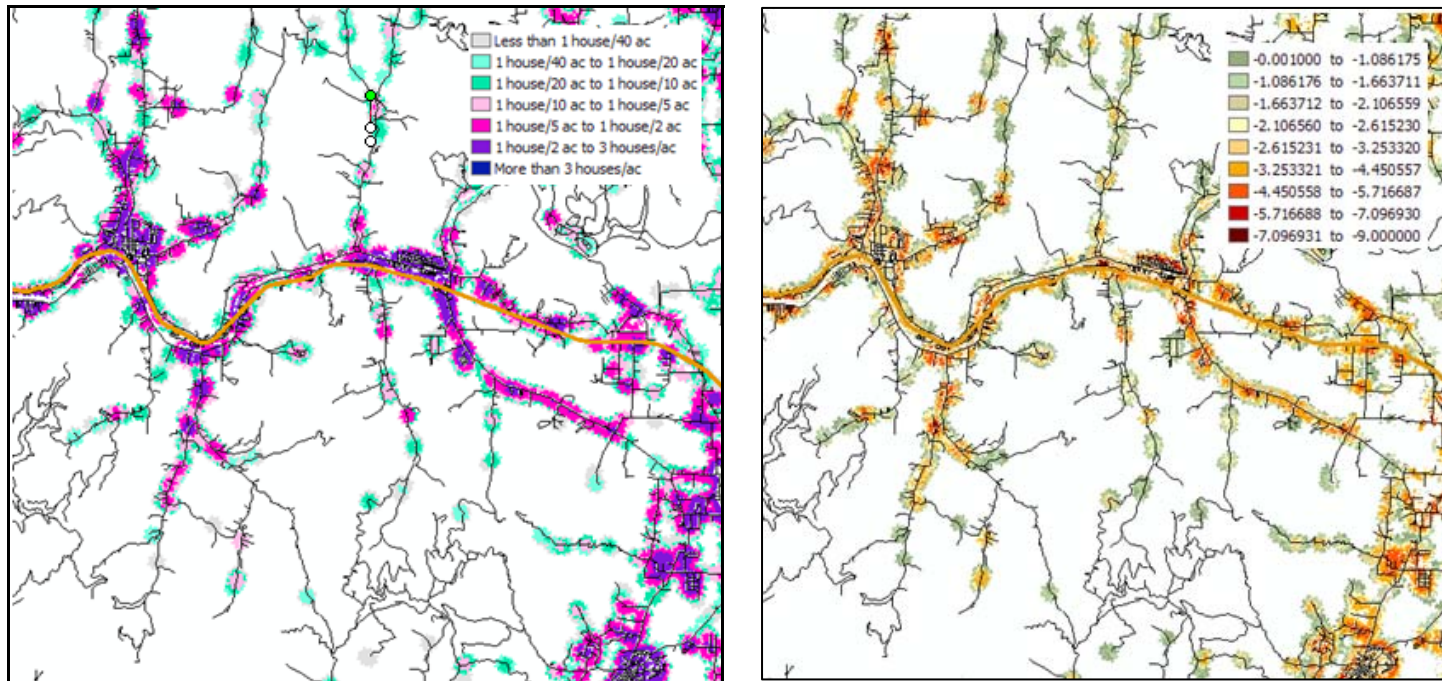 Less than 1 house/40 ac
1 house/40 ac to 1 house/20 ac
1 house/20 ac to 1 house/10 ac
1 house/10 ac to 1 house/5 ac
1 house/5 ac to 1 house/2 ac
1 house/2 ac to 3 houses/ac
More than 3 houses/ac
-0.001000 to -1.086175
-1.086176 to -1.663711
-1.663712 to -2.106559
-2.106560 to -2.615230
-2.615231 to -3.253320
-3.253321 to -4.450557
-4.450558 to -5.716687
-5.716688 to -7.096930
-7.096931 to -9.000000